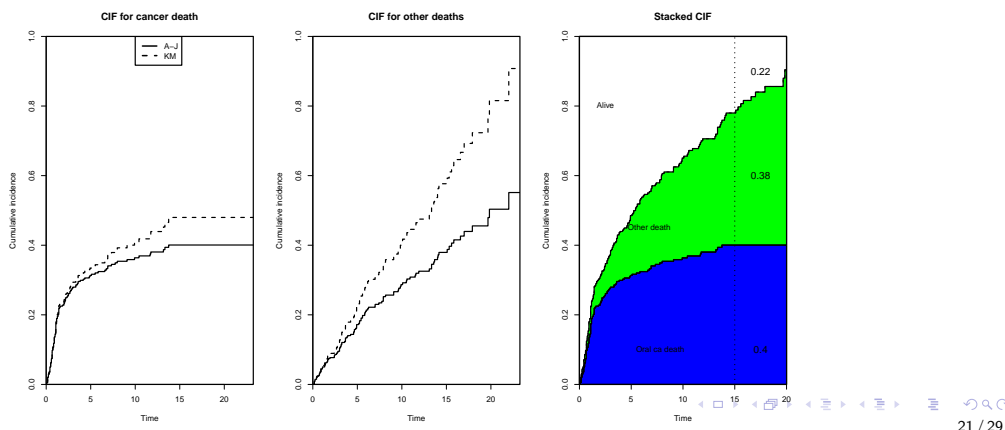 CIF for cancer death
CIF for other deaths
Stacked CIF
Cumulative incidence
0.0
0.2
0.4
0.6
0.8
1.0
A−J
KM
0
5
10
15
20
Time
Cumulative incidence
0.0
0.2
0.4
0.6
0.8
1.0
0
5
10
15
20
Time
Cumulative incidence
0.0
0.2
0.4
0.6
0.8
1.0
Alive
0.22
0.38
Other death
death
0.4
0
5
10
15
20
Time
21 / 29